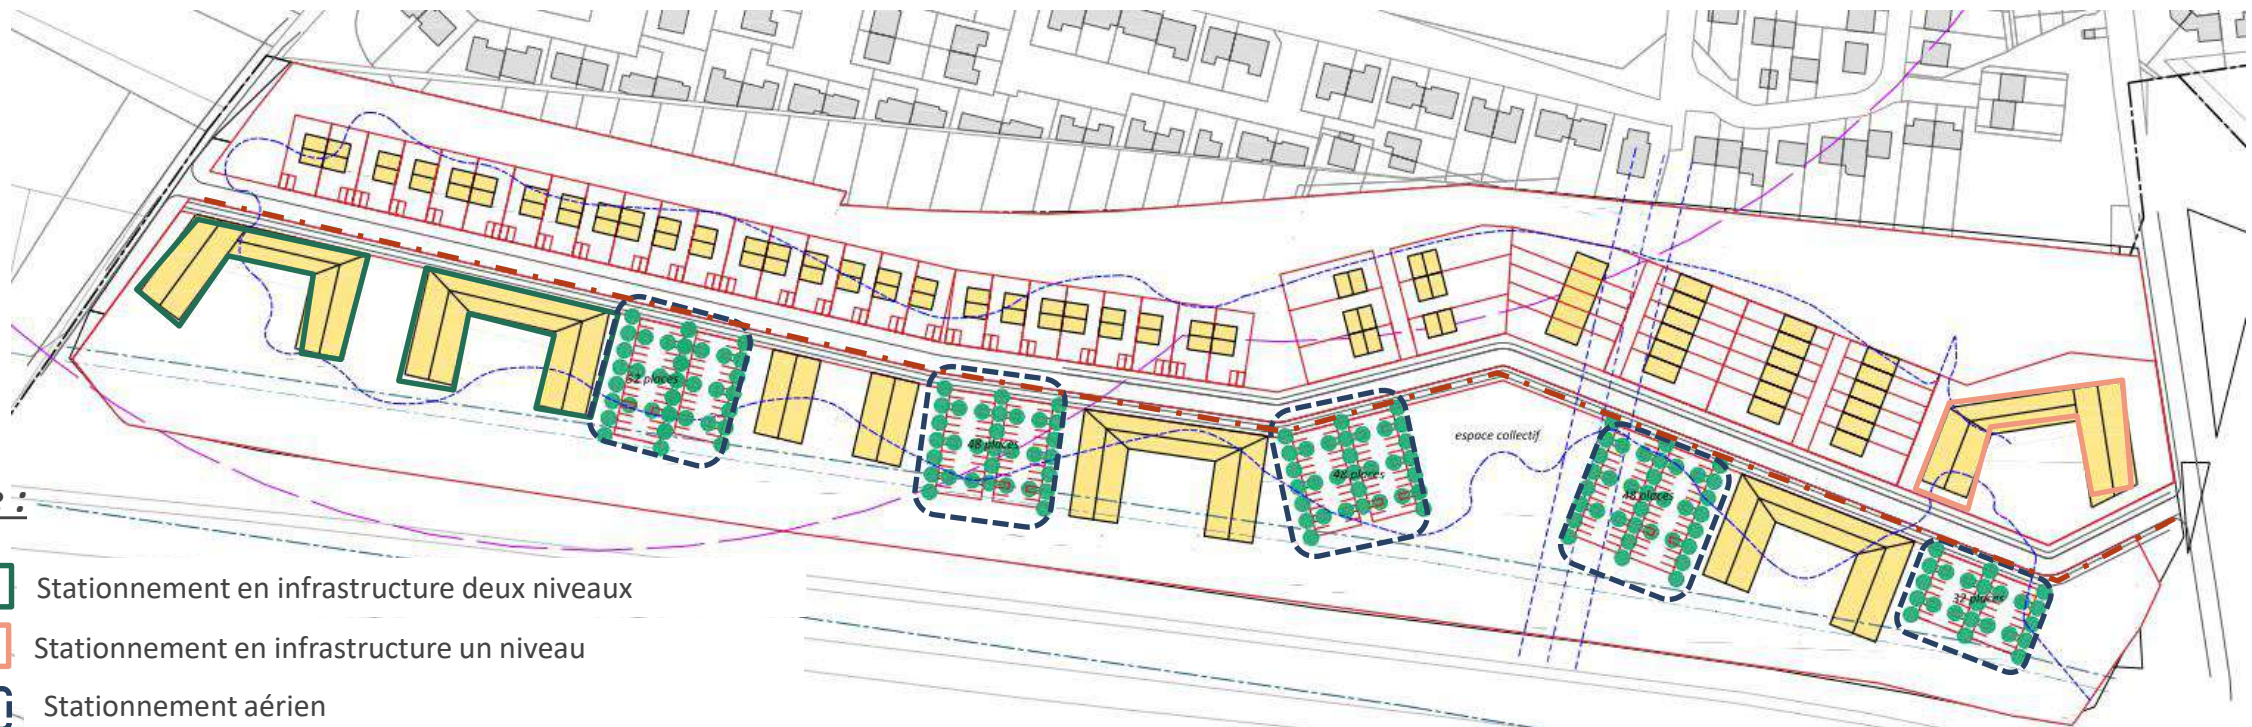 places
48 places
48 places
espace collectif
48 places
32 places
Stationnement en infrastructure deux niveaux
Stationnement en infrastructure un niveau
Stationnement aérien